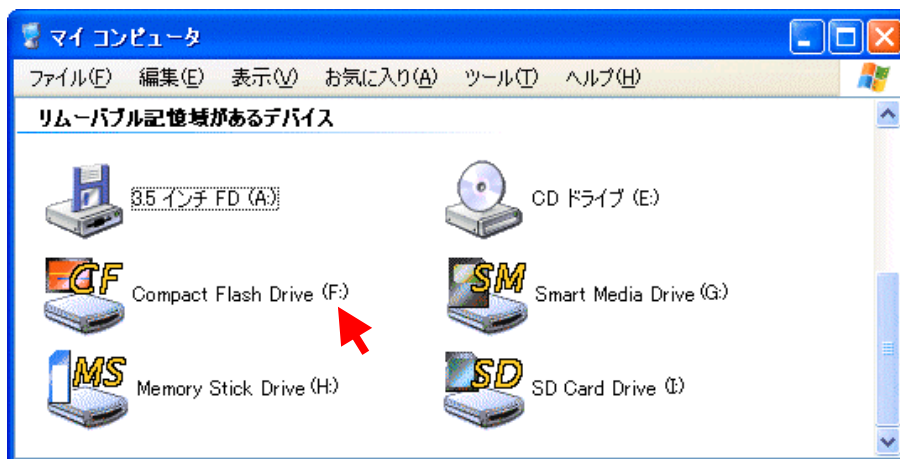 マイ コンピュータ
ファイル(F) 編集(E) 表示(V) お気に入り(A) ツール(T) ヘルプ(H)
リムーバブル記憶域があるデバイス
3.5 インチ FD (A:)
CD ドライブ (E:)
CF
Compact Flash Drive (F:)
SM
Smart Media Drive (G:)
MS
Memory Stick Drive (H:)
SD
SD Card Drive (I:)